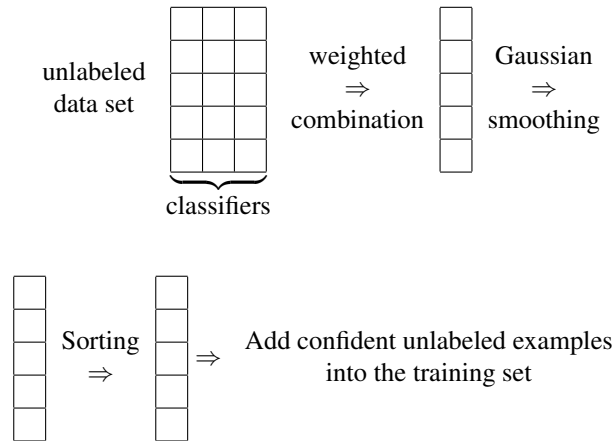 unlabeled
data set
weighted
⇒
combination
Gaussian
⇒
smoothing
classifiers
Sorting
⇒
⇒
Add confident unlabeled examples
into the training set